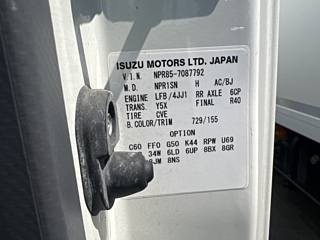 ISUZU MOTORS LTD. JAPAN
V.I.N. NPR85-7087792
M.D. NPR1SN H AC/BJ
ENGINE LFB /4JJ1 RR AXLE 6CP
TRANS. Y5X FINAL R40
TIRE CVE
B.COLOR/TRIM 729/155
OPTION
C60 FFO G50 K44 RPW U69
34W 6LD 6UP 8BX 8GR
8JM 8NS